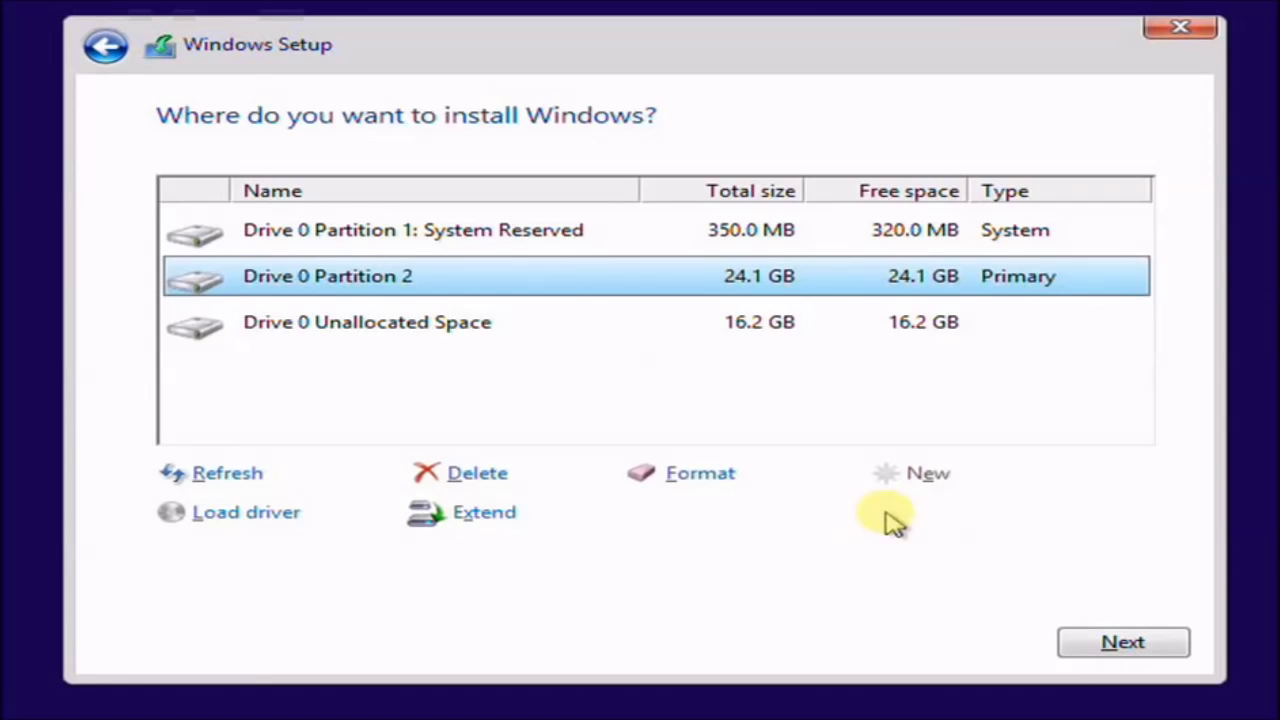 Windows Setup
Where do you want to install Windows?
Name Total size Free space Type
Drive 0 Partition 1: System Reserved 350.0 MB 320.0 MB System
Drive 0 Partition 2 24.1 GB 24.1 GB Primary
Drive 0 Unallocated Space 16.2 GB 16.2 GB
Refresh Delete Format New
Load driver Extend
Next